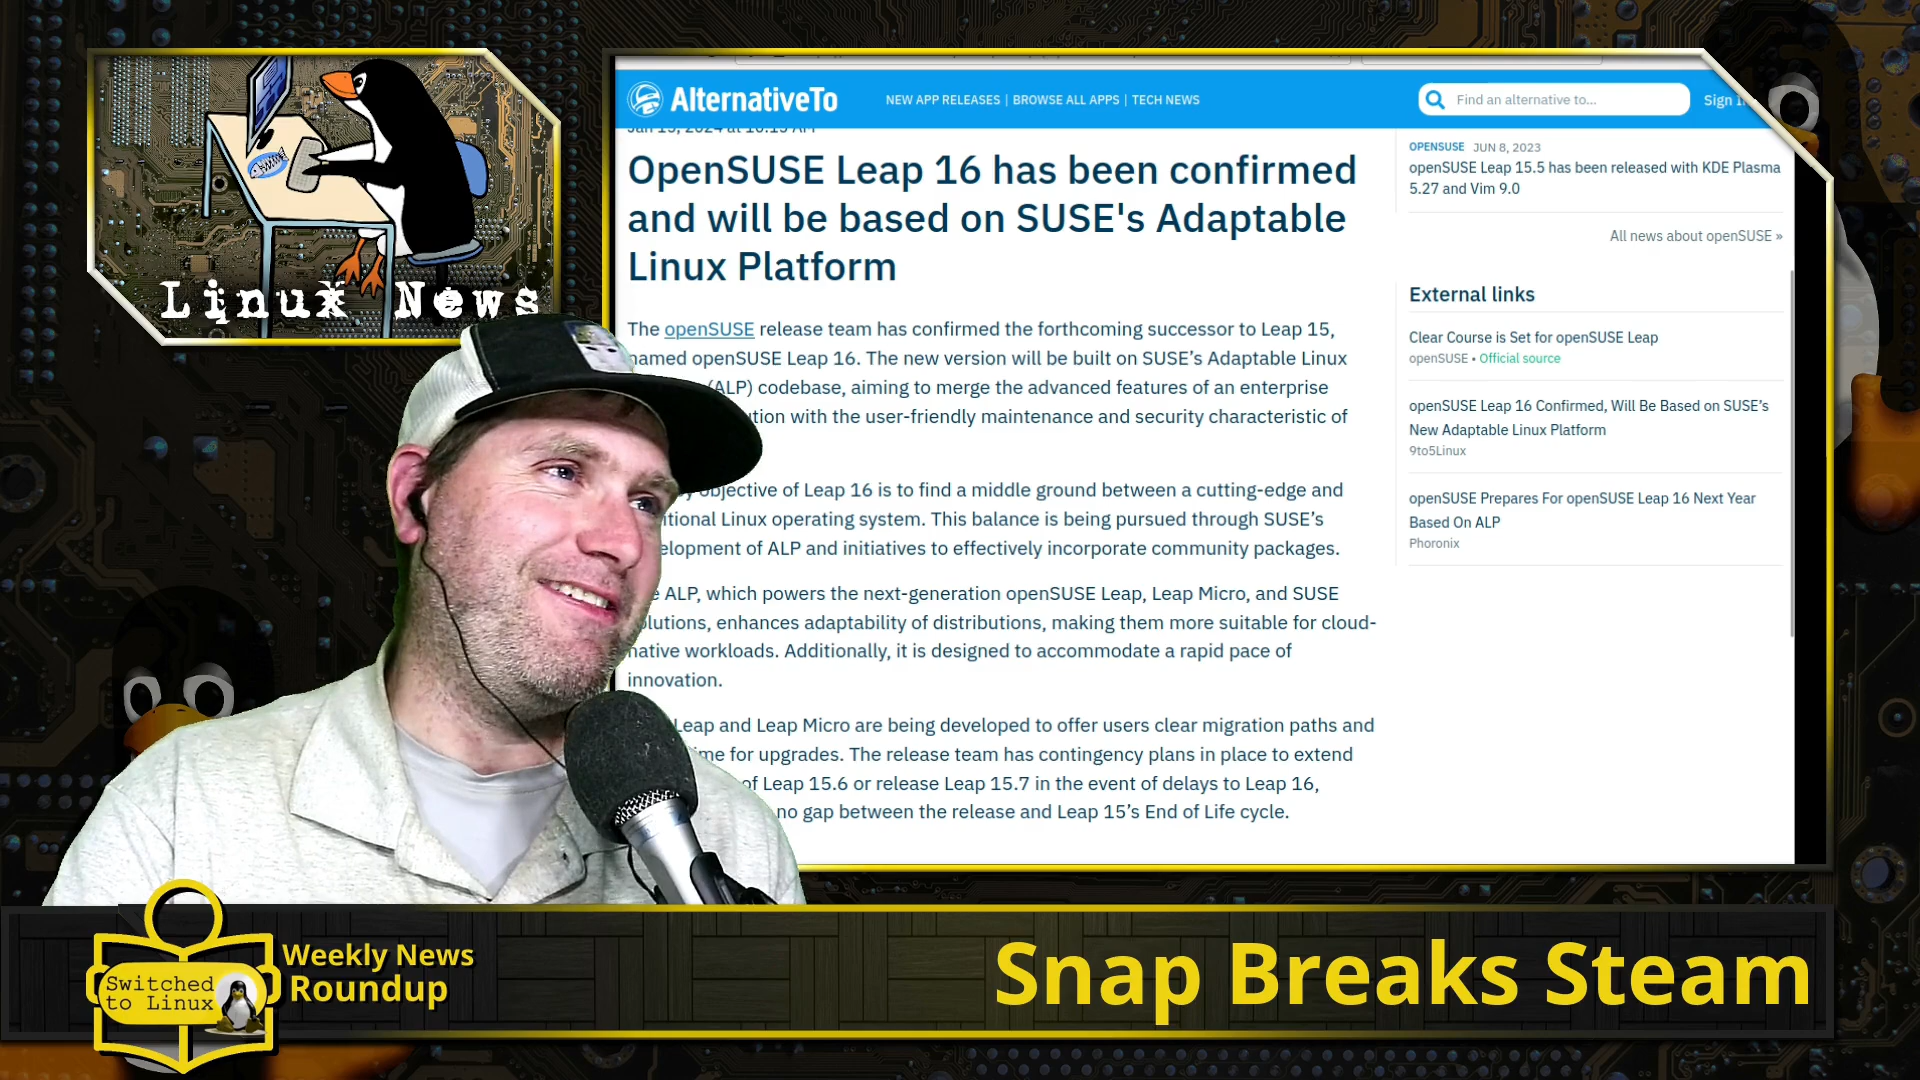 Linux News
AlternativeTo
NEW APP RELEASES | BROWSE ALL APPS | TECH NEWS
Find an alternative to...
Sign
OpenSUSE Leap 16 has been confirmed
and will be based on SUSE's Adaptable
Linux Platform
The openSUSE release team has confirmed the forthcoming successor to Leap 15,
named openSUSE Leap 16. The new version will be built on SUSE’s Adaptable Linux
(ALP) codebase, aiming to merge the advanced features of an enterprise
with the user-friendly maintenance and security characteristic of
objective of Leap 16 is to find a middle ground between a cutting-edge and
Linux operating system. This balance is being pursued through SUSE’s
of ALP and initiatives to effectively incorporate community packages.
ALP, which powers the next-generation openSUSE Leap, Leap Micro, and SUSE
enhances adaptability of distributions, making them more suitable for cloud-
native workloads. Additionally, it is designed to accommodate a rapid pace of
innovation.
Leap and Leap Micro are being developed to offer users clear migration paths and
for upgrades. The release team has contingency plans in place to extend
of Leap 15.6 or release Leap 15.7 in the event of delays to Leap 16,
no gap between the release and Leap 15’s End of Life cycle.
OPENSUSE JUN 8, 2023
openSUSE Leap 15.5 has been released with KDE Plasma
5.27 and Vim 9.0
All news about openSUSE »
External links
Clear Course is Set for openSUSE Leap
openSUSE • Official source
openSUSE Leap 16 Confirmed, Will Be Based on SUSE’s
New Adaptable Linux Platform
9to5Linux
openSUSE Prepares For openSUSE Leap 16 Next Year
Based On ALP
Phoronix
Switched
to Linux
Weekly News
Roundup
Snap Breaks Steam